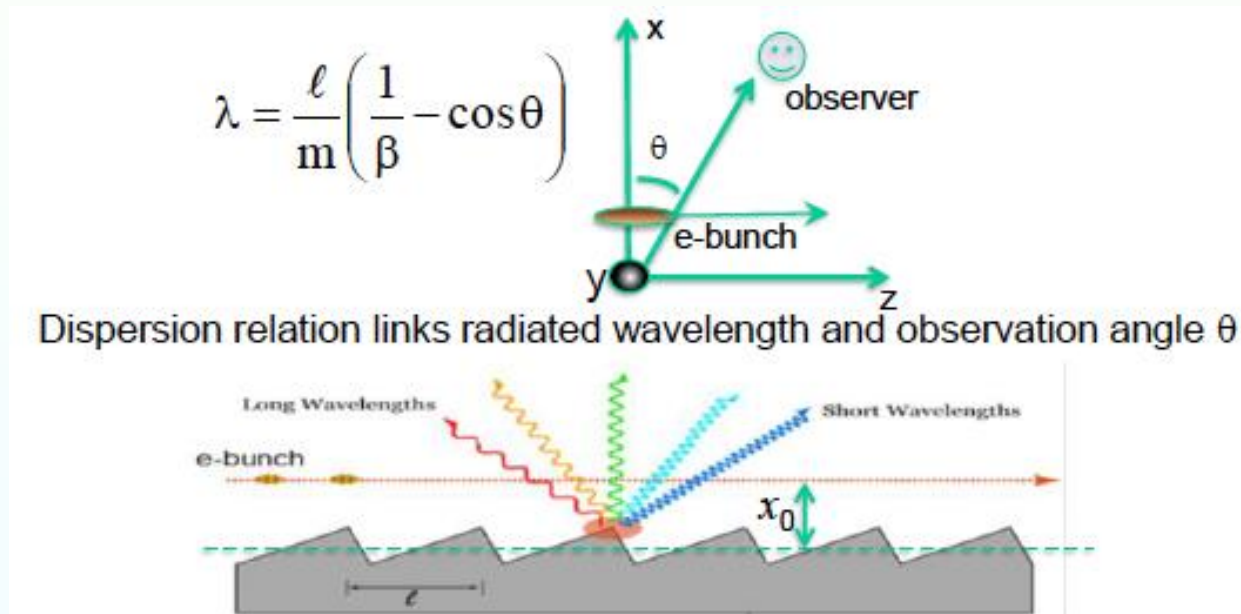 x
λ = ℓ/m (1/β − cosθ)
observer
θ
e-bunch
y
z
Dispersion relation links radiated wavelength and observation angle θ
Long Wavelengths
Short Wavelengths
e-bunch
x₀
ℓ